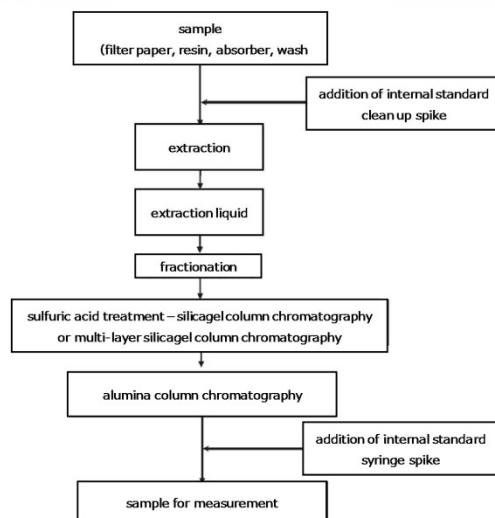 sample
(filter paper, resin, absorber, wash
addition of internal standard
clean up spike
extraction
extraction liquid
fractionation
sulfuric acid treatment – silicagel column chromatography
or multi-layer silicagel column chromatography
alumina column chromatography
addition of internal standard
syringe spike
sample for measurement